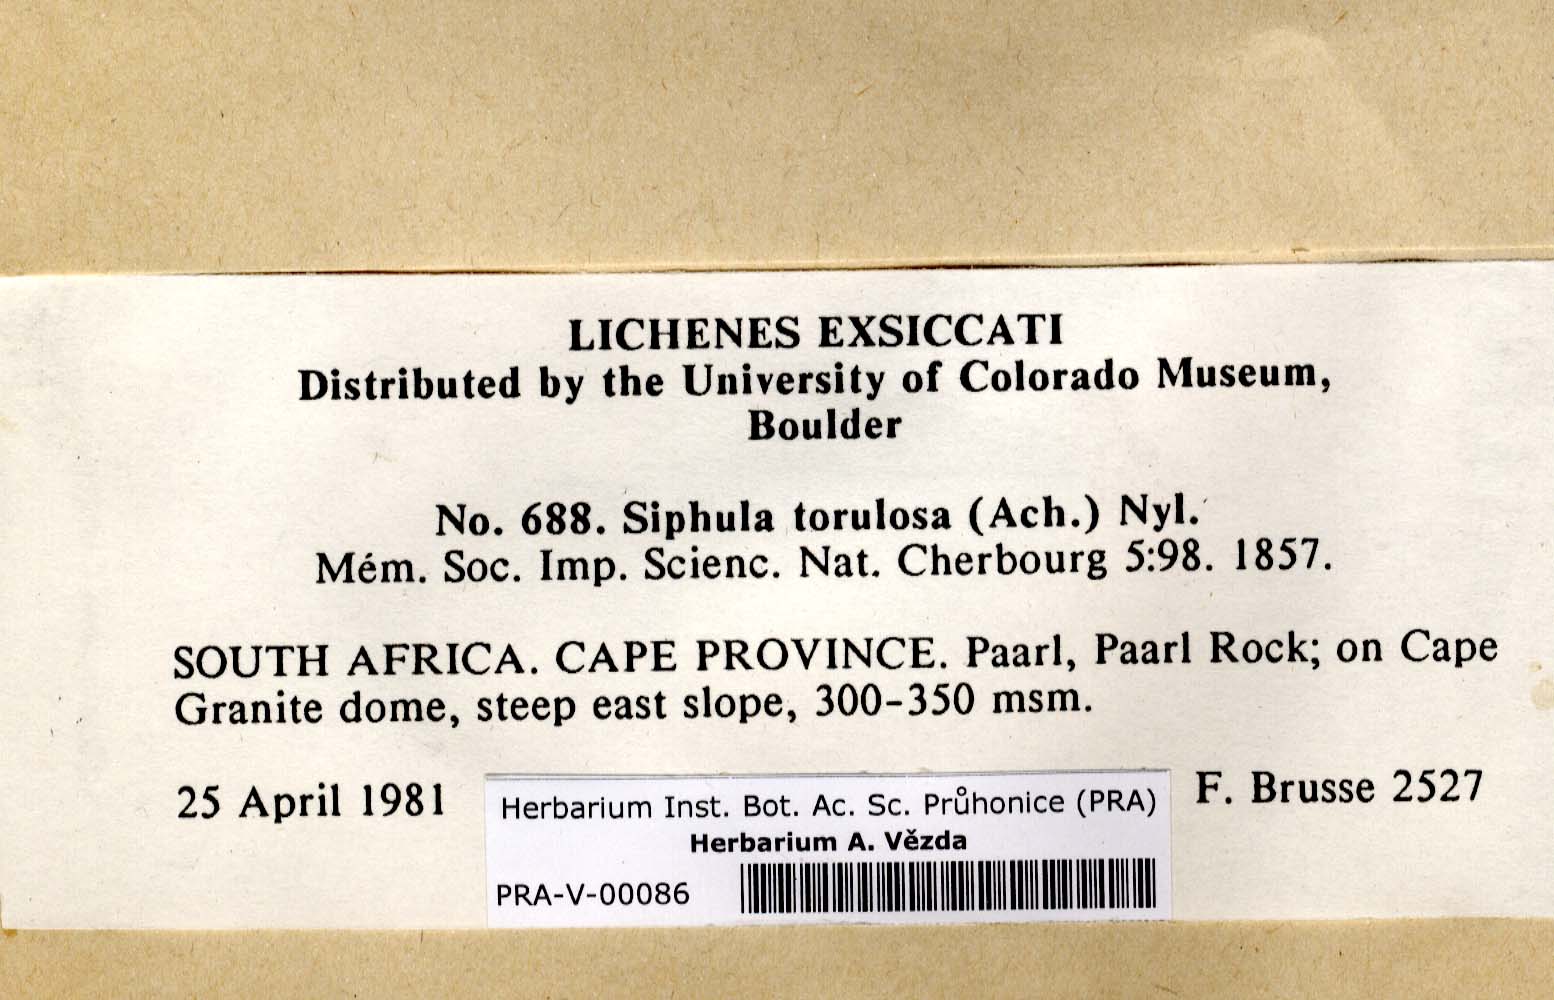 LICHENES EXSICCATI
Distributed by the University of Colorado Museum,
Boulder
No. 688. Siphula torulosa (Ach.) Nyl.
Mém. Soc. Imp. Scienc. Nat. Cherbourg 5:98. 1857.
SOUTH AFRICA. CAPE PROVINCE. Paarl, Paarl Rock; on Cape
Granite dome, steep east slope, 300-350 msm.
25 April 1981
F. Brusse 2527
Herbarium Inst. Bot. Ac. Sc. Průhonice (PRA)
Herbarium A. Vězda
PRA-V-00086